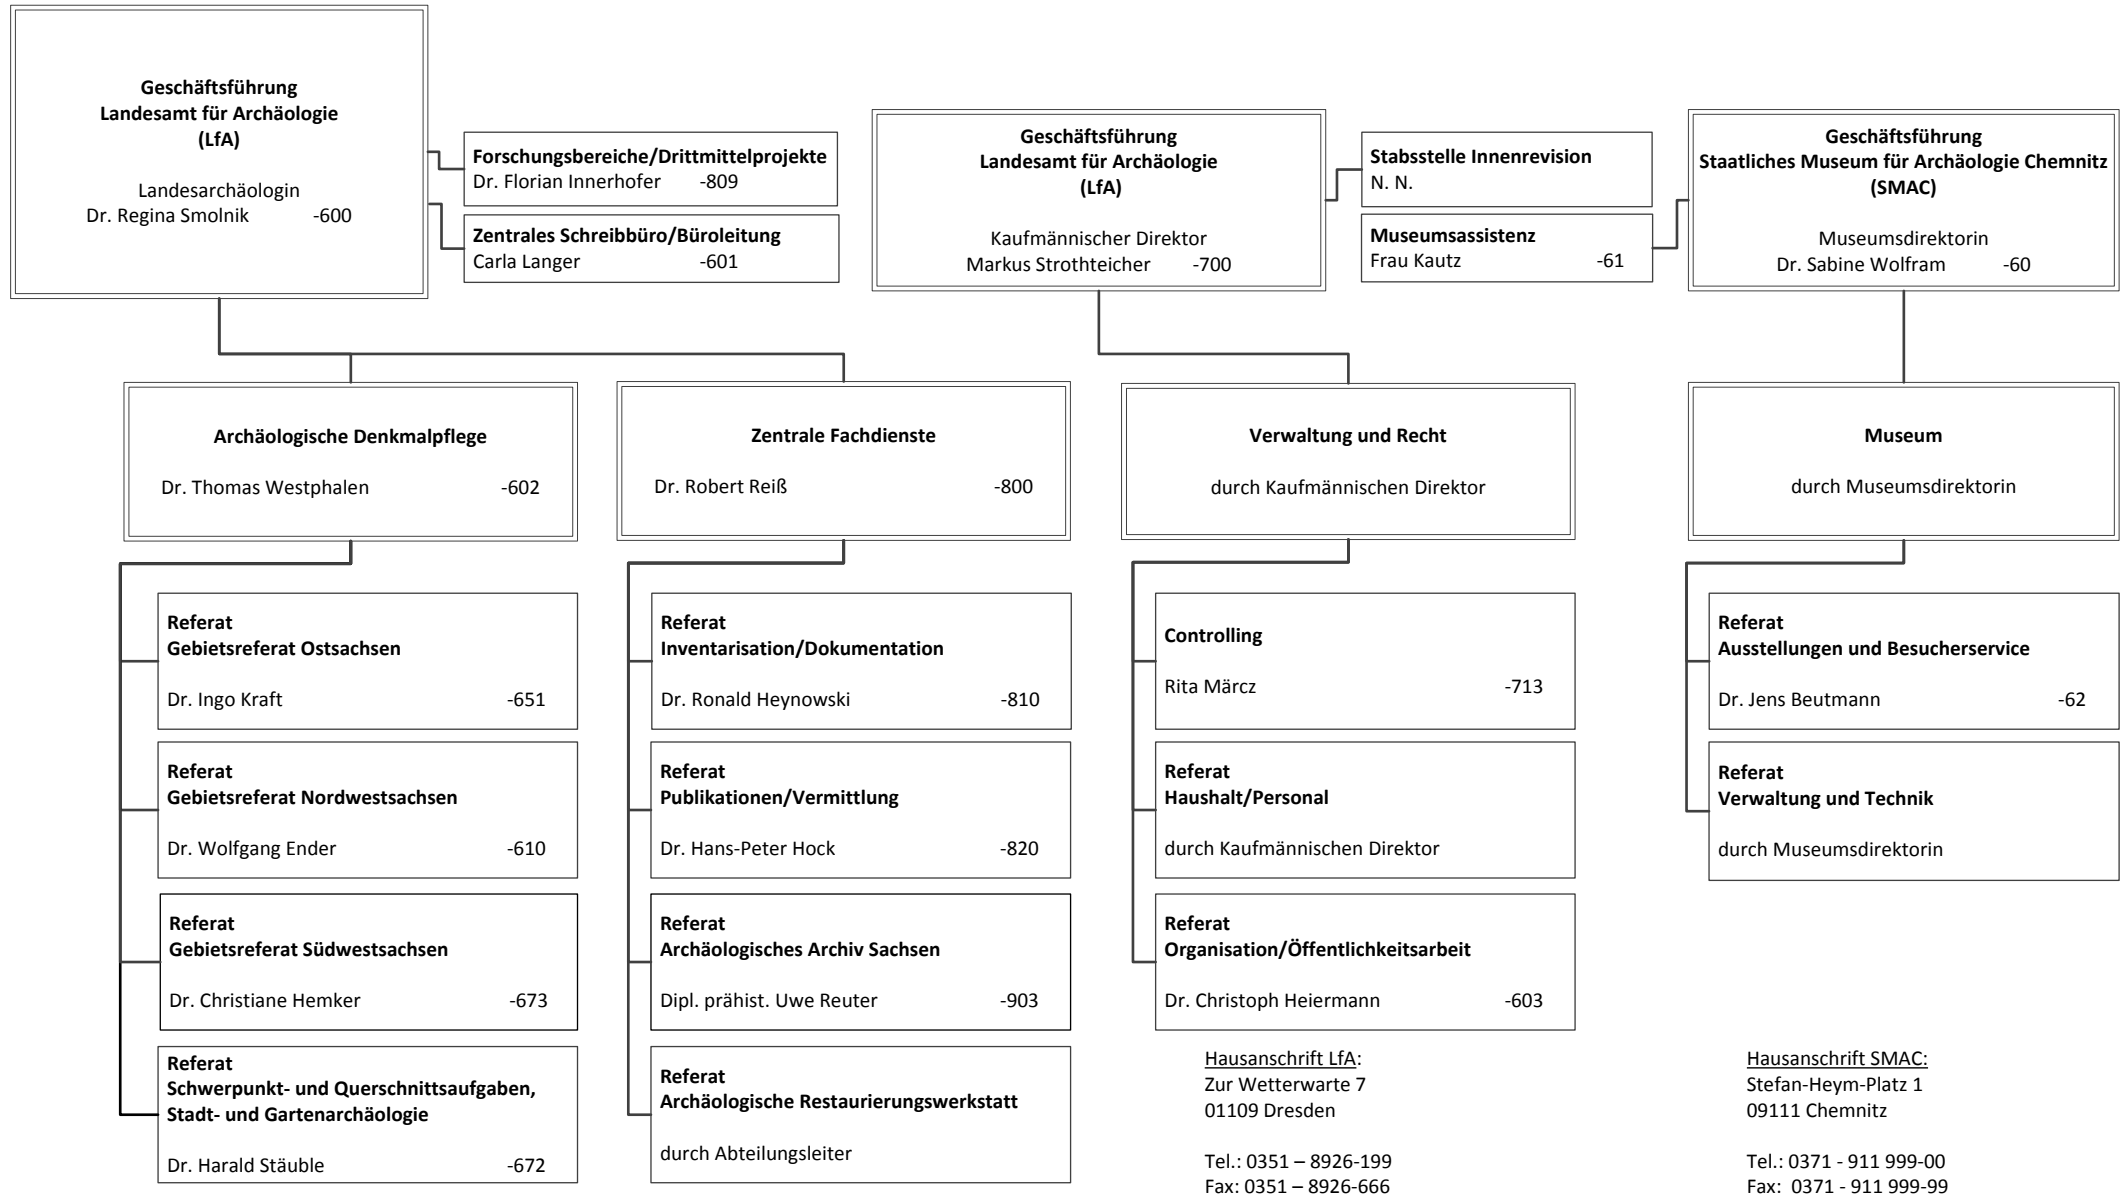 Geschäftsführung
Landesamt für Archäologie
(LfA)
Landesarchäologin
Dr. Regina Smolnik -600
Forschungsbereiche/Drittmittelprojekte
Dr. Florian Innerhofer -809
Zentrales Schreibbüro/Büroleitung
Carla Langer -601
Geschäftsführung
Landesamt für Archäologie
(LfA)
Kaufmännischer Direktor
Markus Strothteicher -700
Stabsstelle Innenrevision
N. N.
Museumsassistenz
Frau Kautz -61
Geschäftsführung
Staatliches Museum für Archäologie Chemnitz
(SMAC)
Museumsdirektorin
Dr. Sabine Wolfram -60
Archäologische Denkmalpflege
Dr. Thomas Westphalen -602
Zentrale Fachdienste
Dr. Robert Reiß -800
Verwaltung und Recht
durch Kaufmännischen Direktor
Museum
durch Museumsdirektorin
Referat
Gebietsreferat Ostsachsen
Dr. Ingo Kraft -651
Referat
Gebietsreferat Nordwestsachsen
Dr. Wolfgang Ender -610
Referat
Gebietsreferat Südwestsachsen
Dr. Christiane Hemker -673
Referat
Schwerpunkt- und Querschnittsaufgaben,
Stadt- und Gartenarchäologie
Dr. Harald Stäuble -672
Referat
Inventarisation/Dokumentation
Dr. Ronald Heynowski -810
Referat
Publikationen/Vermittlung
Dr. Hans-Peter Hock -820
Referat
Archäologisches Archiv Sachsen
Dipl. prähist. Uwe Reuter -903
Referat
Archäologische Restaurierungswerkstatt
durch Abteilungsleiter
Controlling
Rita Märcz -713
Referat
Haushalt/Personal
durch Kaufmännischen Direktor
Referat
Organisation/Öffentlichkeitsarbeit
Dr. Christoph Heiermann -603
Referat
Ausstellungen und Besucherservice
Dr. Jens Beutmann -62
Referat
Verwaltung und Technik
durch Museumsdirektorin
Hausanschrift LfA:
Zur Wetterwarte 7
01109 Dresden
Tel.: 0351 – 8926-199
Fax: 0351 – 8926-666
Hausanschrift SMAC:
Stefan-Heym-Platz 1
09111 Chemnitz
Tel.: 0371 - 911 999-00
Fax: 0371 - 911 999-99